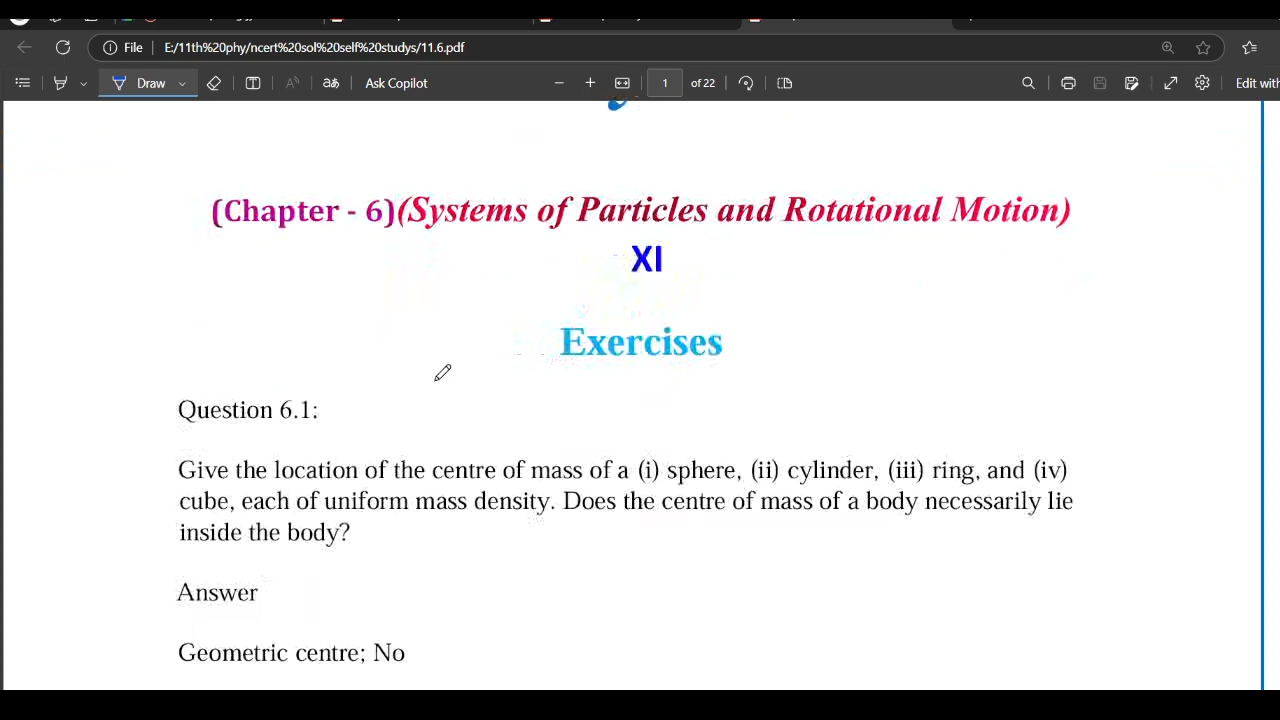 File E:/11th%20phy/ncert%20sol%20self%20studys/11.6.pdf
Draw aあ Ask Copilot 1 of 22 Edit with
(Chapter - 6)(Systems of Particles and Rotational Motion)
XI
Exercises
Question 6.1:
Give the location of the centre of mass of a (i) sphere, (ii) cylinder, (iii) ring, and (iv)
cube, each of uniform mass density. Does the centre of mass of a body necessarily lie
inside the body?
Answer
Geometric centre; No